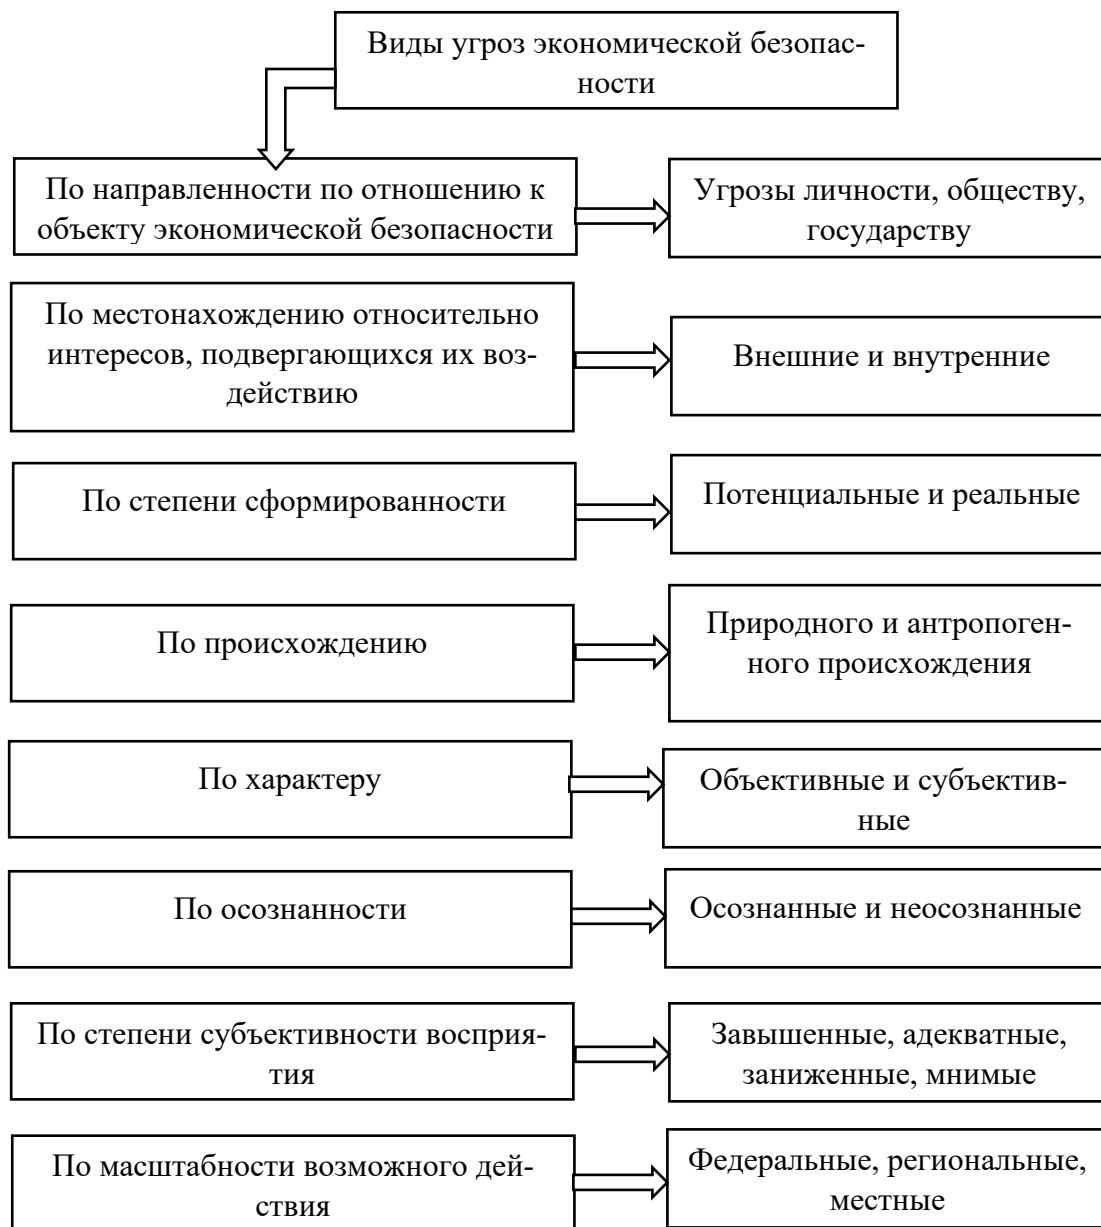 Виды угроз экономической безопас-
ности
По направленности по отношению к
объекту экономической безопасности
Угрозы личности, обществу,
государству
По местонахождению относительно
интересов, подвергающихся их воз-
действию
Внешние и внутренние
По степени сформированности
Потенциальные и реальные
По происхождению
Природного и антропоген-
ного происхождения
По характеру
Объективные и субъектив-
ные
По осознанности
Осознанные и неосознанные
По степени субъективности восприя-
тия
Завышенные, адекватные,
заниженные, мнимые
По масштабности возможного дей-
ствия
Федеральные, региональные,
местные